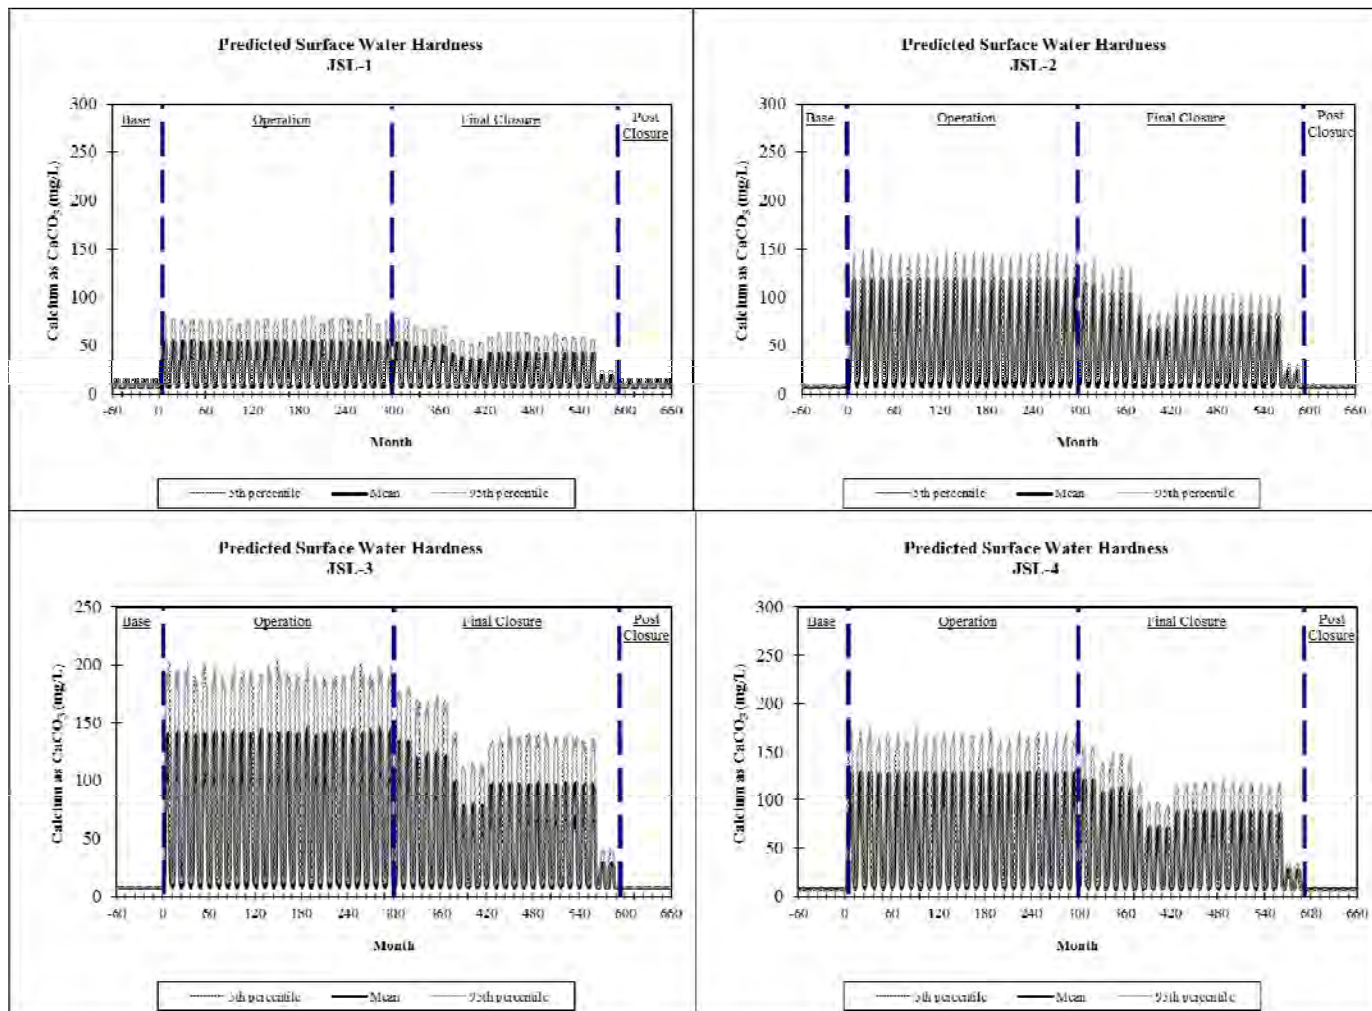 Predicted Surface Water Hardness
JSL-1
300
250
200
150
100
50
0
Calcium as CaCO3 (mg/L)
Base
Operation
Final Closure
Post
Closure
-60 0 60 120 180 240 300 360 420 480 540 600 660
Month
5th percentile Mean 95th percentile
Predicted Surface Water Hardness
JSL-2
300
250
200
150
100
50
0
Calcium as CaCO3 (mg/L)
Base
Operation
Final Closure
Post
Closure
-60 0 60 120 180 240 300 360 420 480 540 600 660
Month
5th percentile Mean 95th percentile
Predicted Surface Water Hardness
JSL-3
250
200
150
100
50
0
Calcium as CaCO3 (mg/L)
Base
Operation
Final Closure
Post
Closure
-60 0 60 120 180 240 300 360 420 480 540 600 660
Month
5th percentile Mean 95th percentile
Predicted Surface Water Hardness
JSL-4
300
250
200
150
100
50
0
Calcium as CaCO3 (mg/L)
Base
Operation
Final Closure
Post
Closure
-60 0 60 120 180 240 300 360 420 480 540 600 660
Month
5th percentile Mean 95th percentile